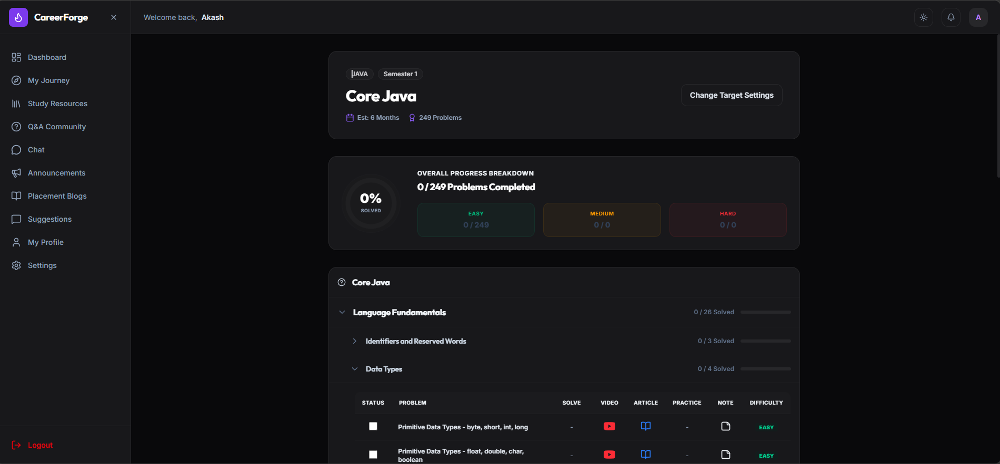 CareerForge
Welcome back, Akash
A
Dashboard
My Journey
Study Resources
Q&A Community
Chat
Announcements
Placement Blogs
Suggestions
My Profile
Settings
Logout
JAVA
Semester 1
Core Java
Est: 6 Months
249 Problems
Change Target Settings
0%
SOLVED
OVERALL PROGRESS BREAKDOWN
0 / 249 Problems Completed
EASY
0 / 249
MEDIUM
0 / 0
HARD
0 / 0
Core Java
Language Fundamentals
0 / 26 Solved
Identifiers and Reserved Words
0 / 3 Solved
Data Types
0 / 4 Solved
STATUS PROBLEM SOLVE VIDEO ARTICLE PRACTICE NOTE DIFFICULTY
Primitive Data Types - byte, short, int, long - - EASY
Primitive Data Types - float, double, char,
boolean - - EASY